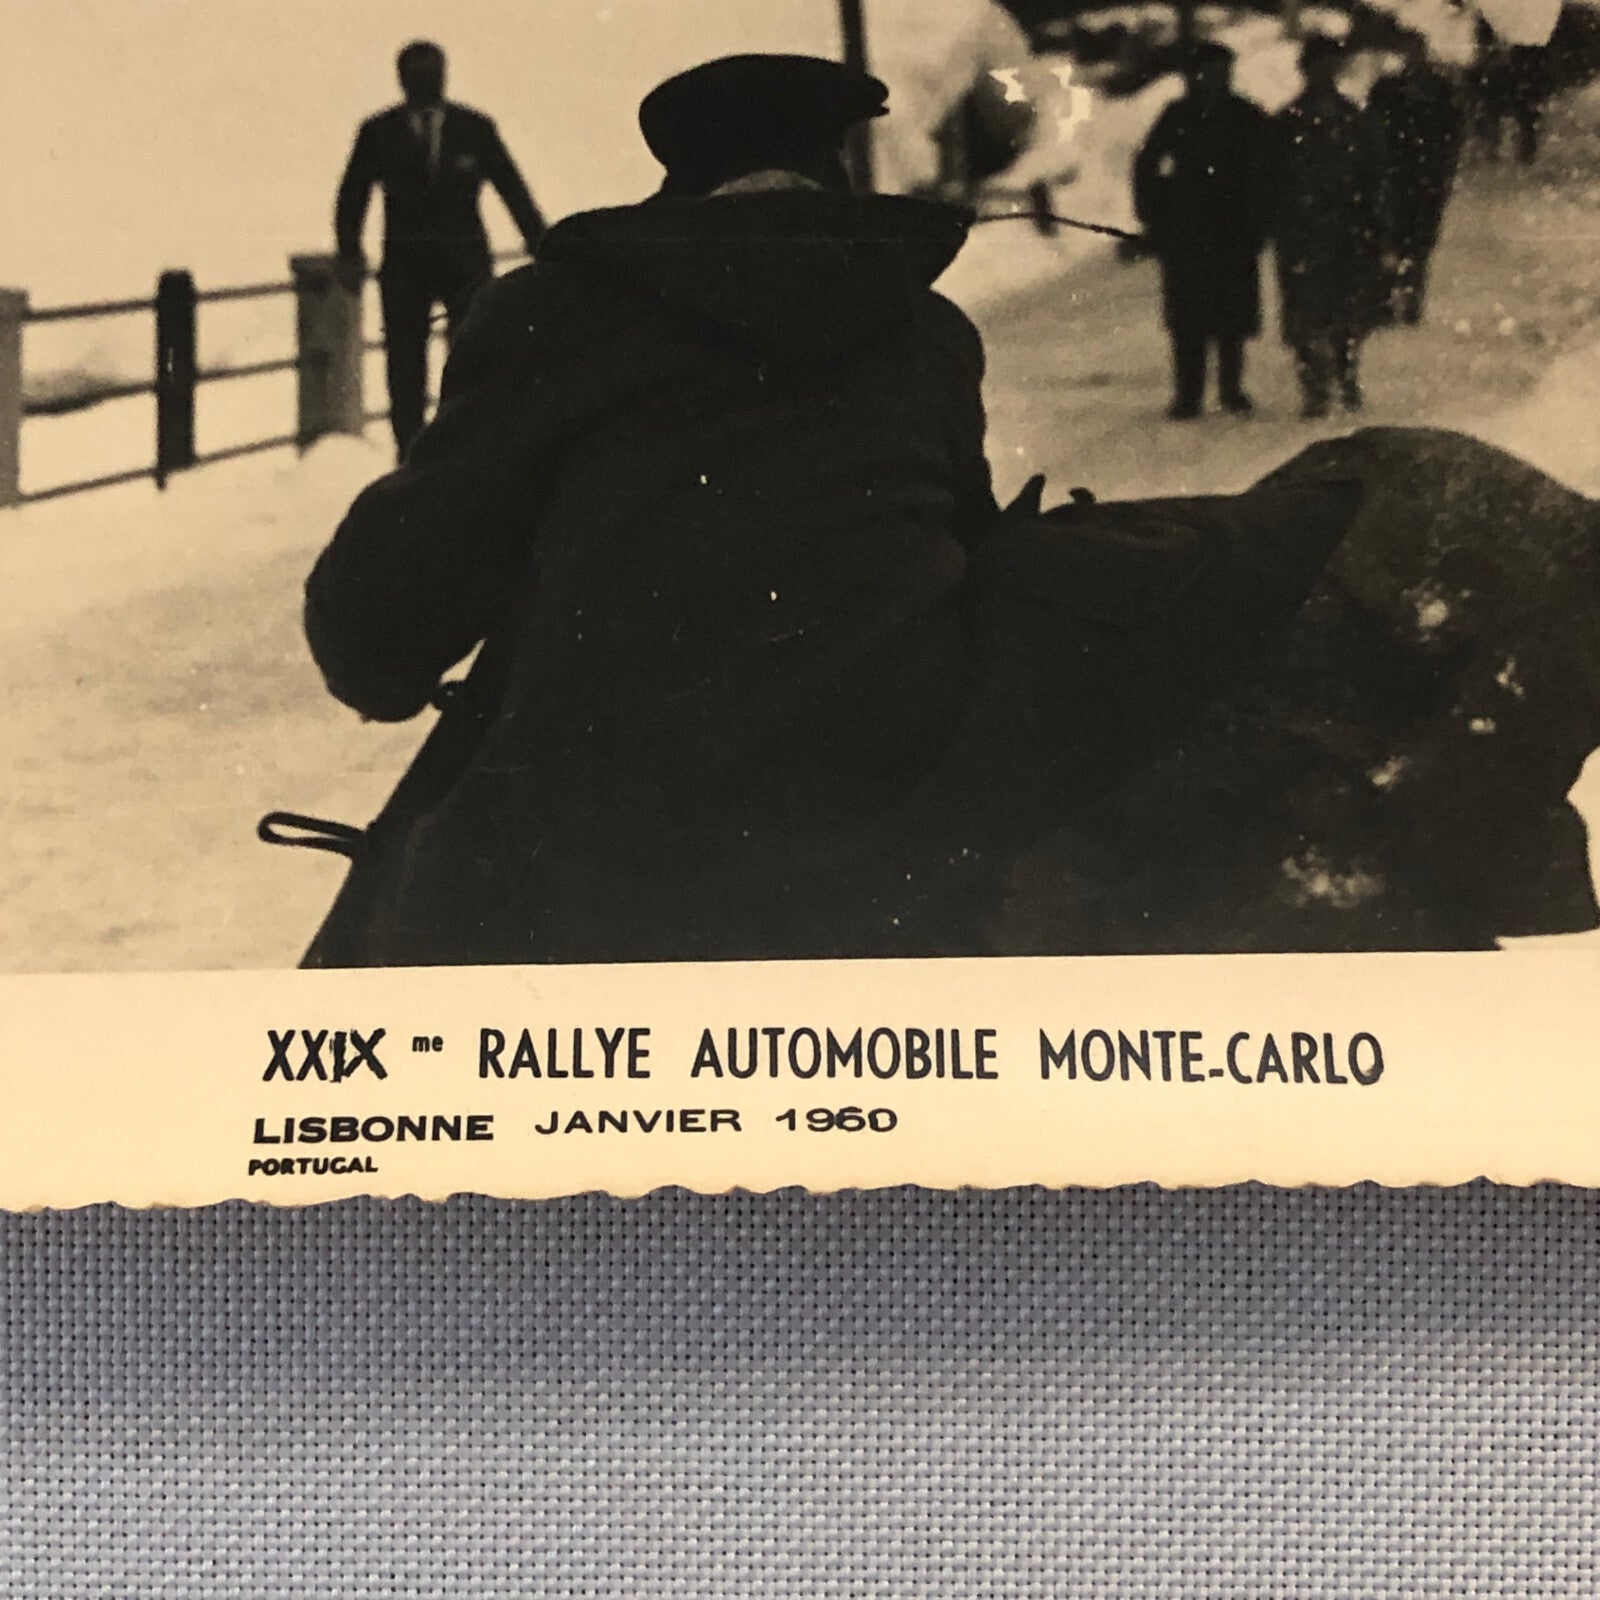 XXIX me RALLYE AUTOMOBILE MONTE-CARLO
LISBONNE JANVIER 1960
PORTUGAL